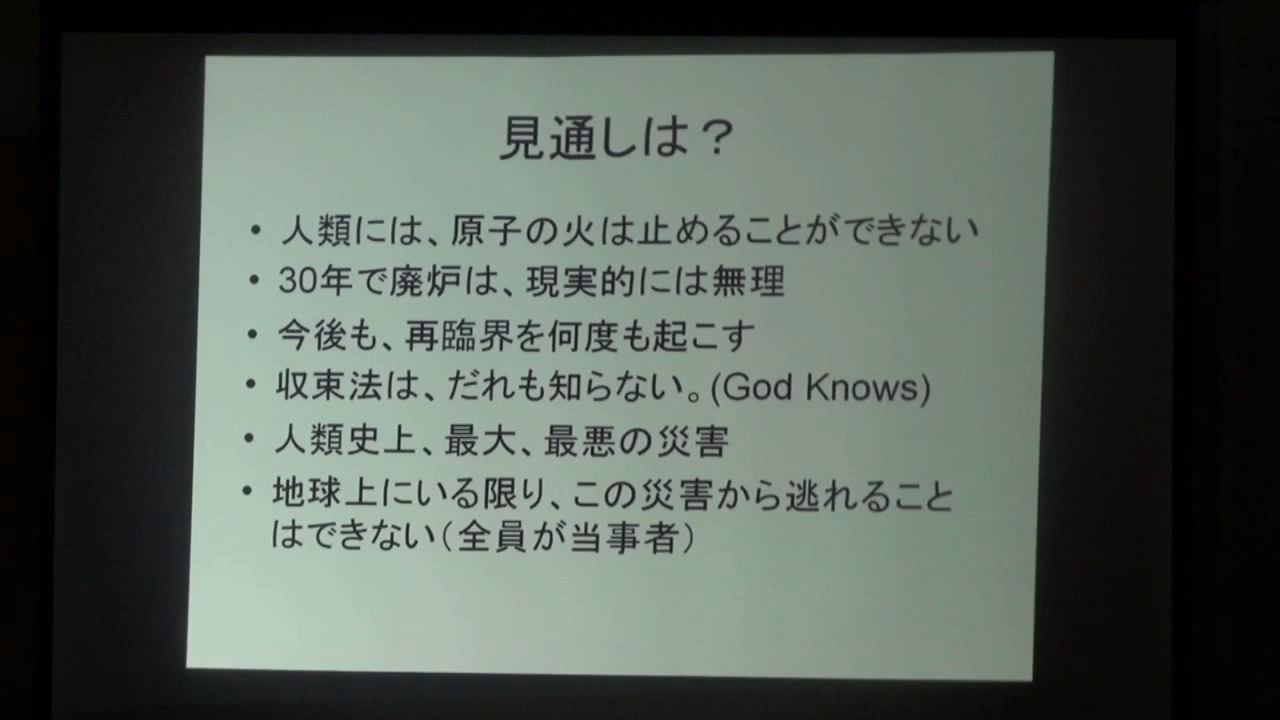 見通しは？
• 人類には、原子の火は止めることができない
• 30年で廃炉は、現実的には無理
• 今後も、再臨界を何度も起こす
• 収束法は、だれも知らない。(God Knows)
• 人類史上、最大、最悪の災害
• 地球上にいる限り、この災害から逃れること
はできない（全員が当事者）